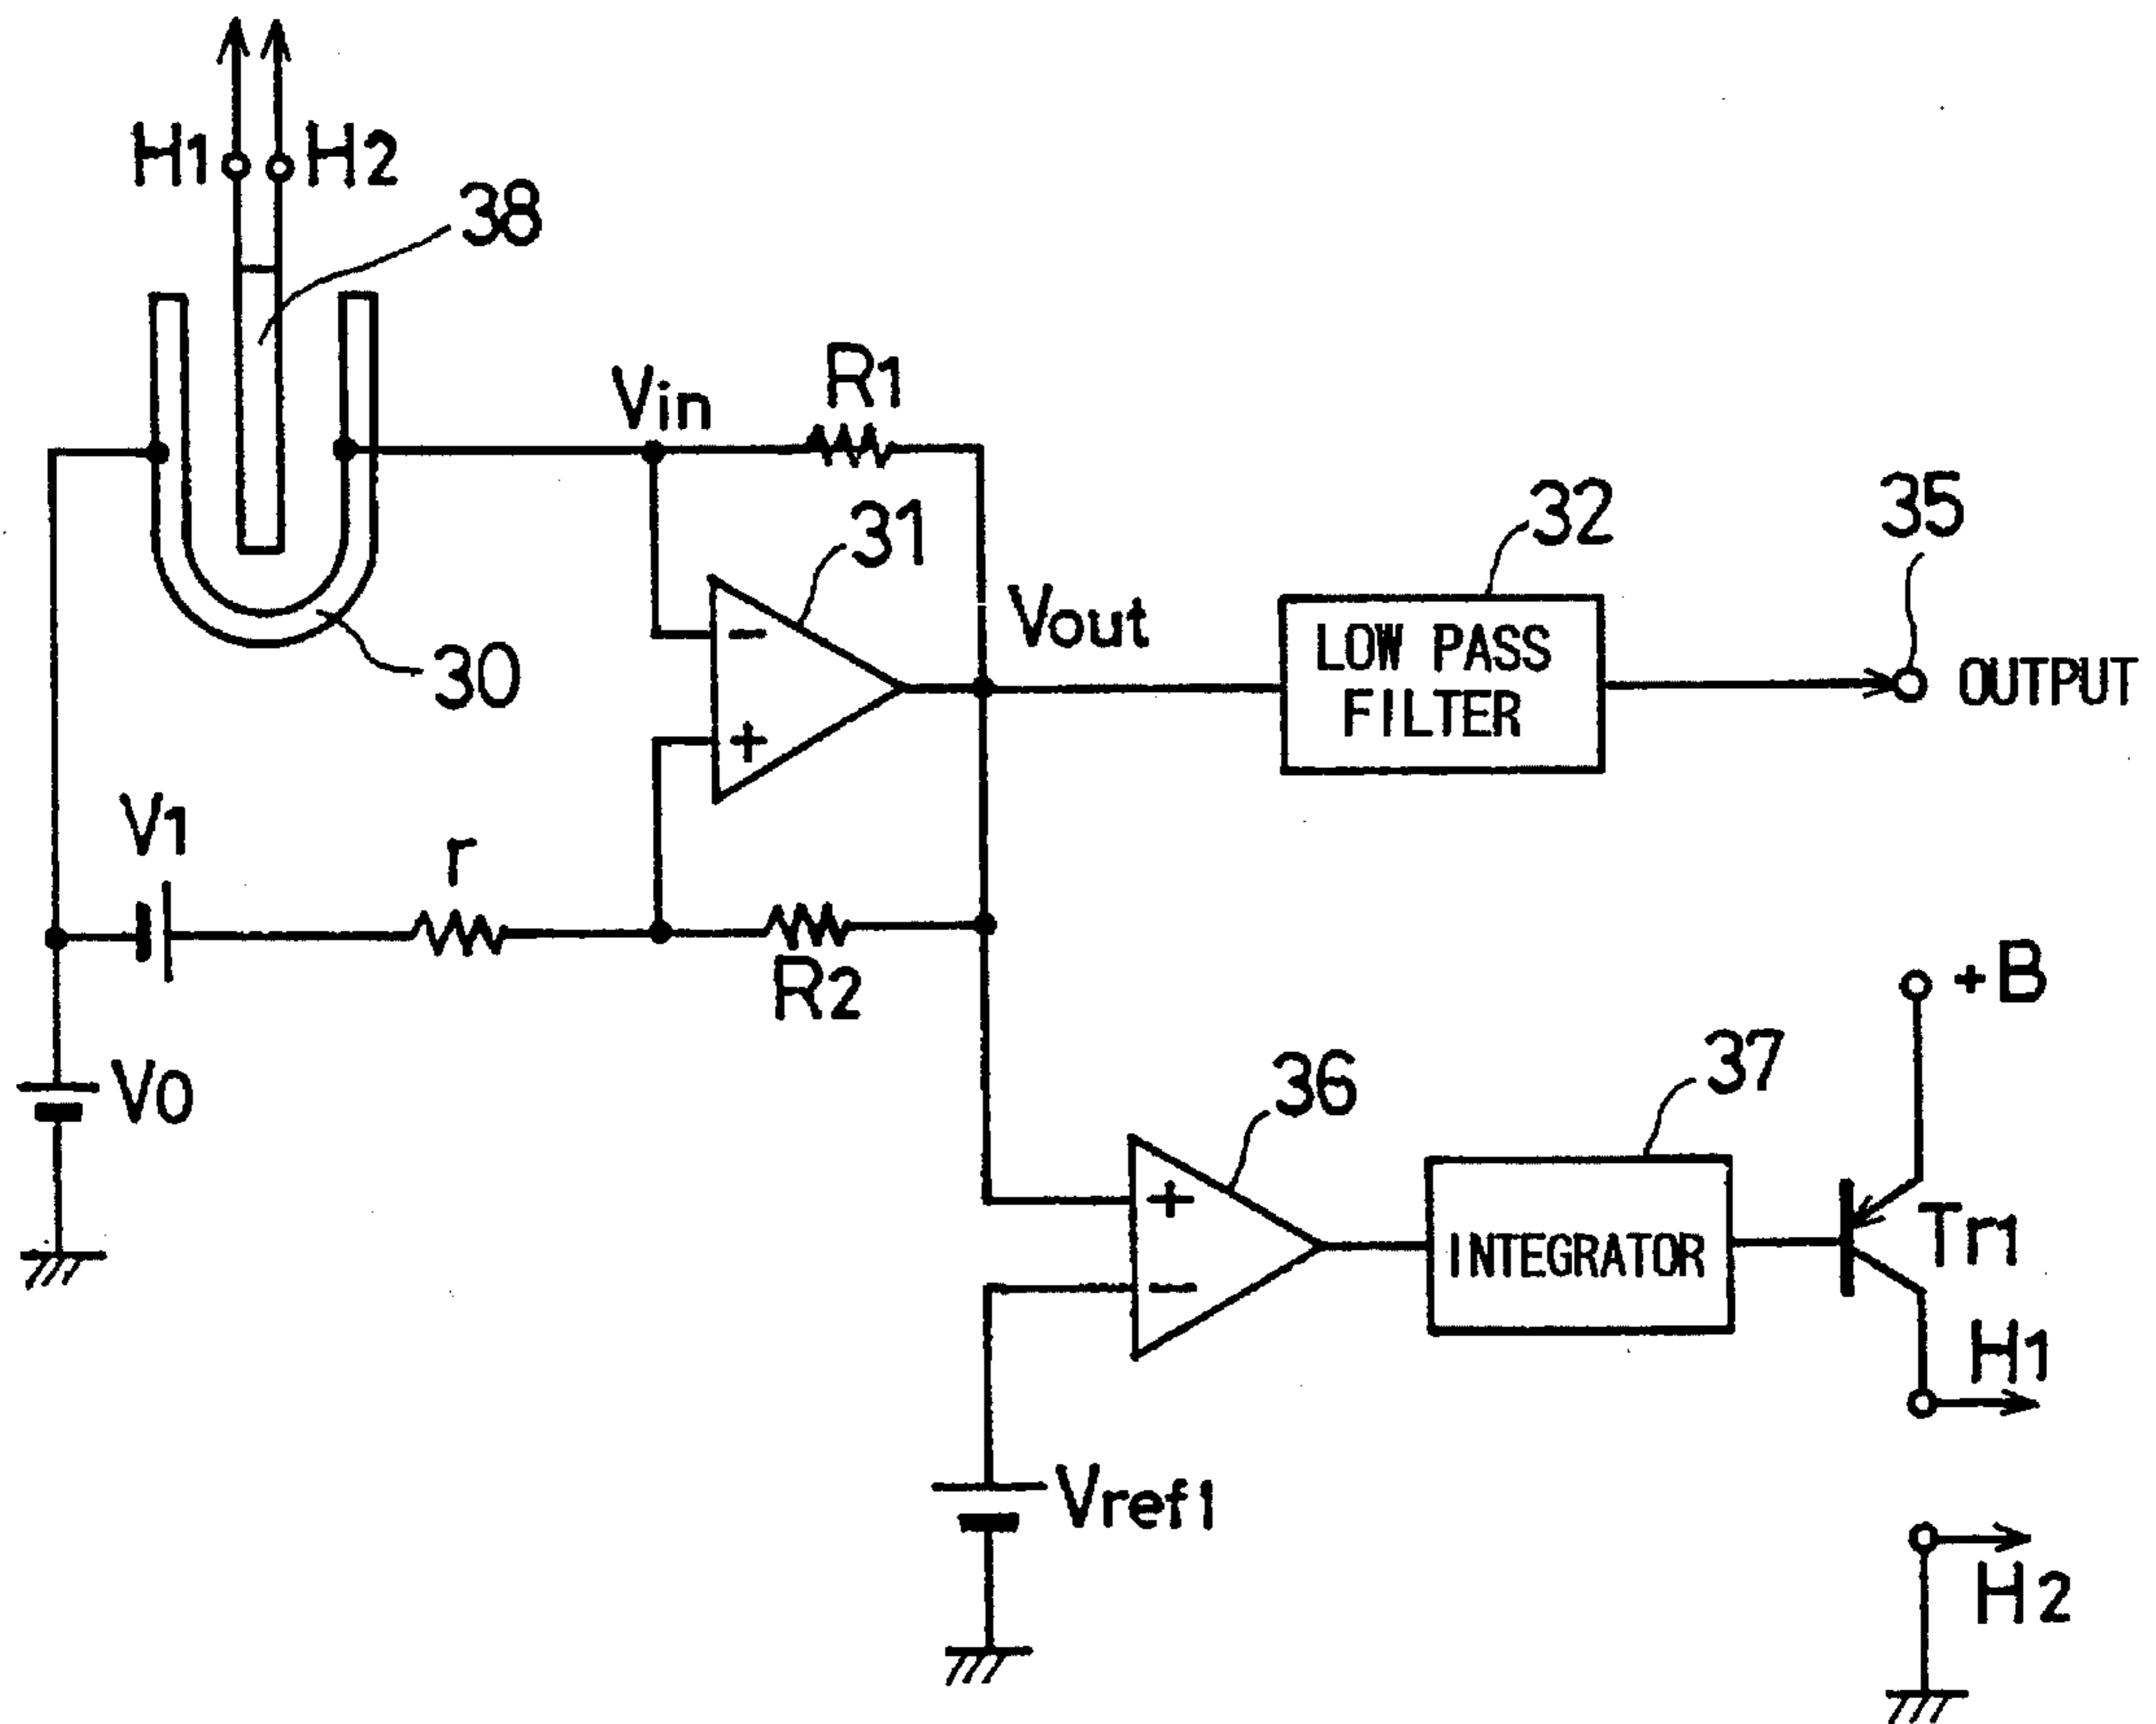 H1 H2
38
Vin
R1
31
32
35
Vout
LOW PASS
FILTER
OUTPUT
30
−
+
V1
r
R2
+B
V0
36
37
+
−
INTEGRATOR
Tr1
H1
Vref1
H2